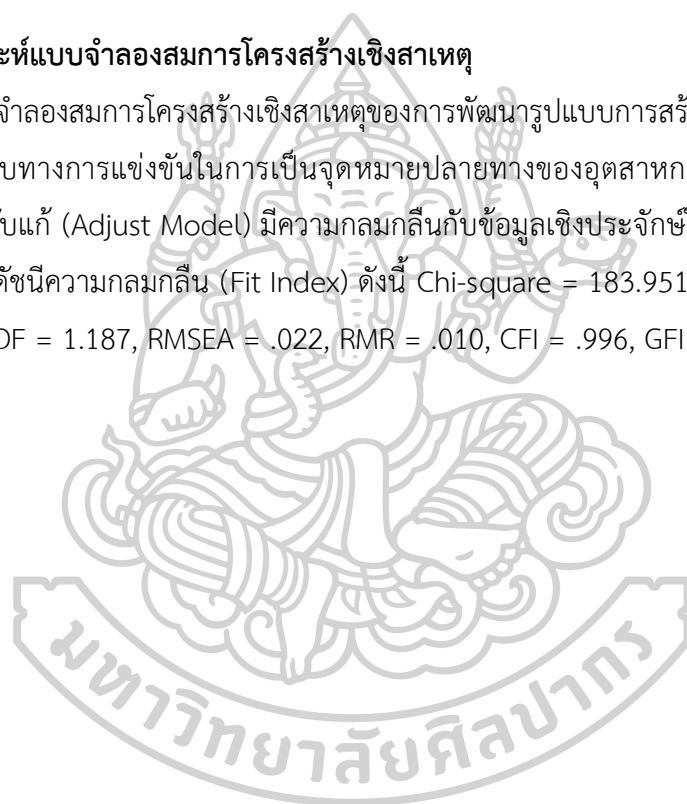 ะห์แบบจำลองสมการโครงสร้างเชิงสาเหตุ
จำลองสมการโครงสร้างเชิงสาเหตุของการพัฒนารูปแบบการสร้
บทางการแข่งขันในการเป็นจุดหมายปลายทางของอุตสาหก
ับแก้ (Adjust Model) มีความกลมกลืนกับข้อมูลเชิงประจักษ์
ดัชนีความกลมกลืน (Fit Index) ดังนี้ Chi-square = 183.951
DF = 1.187, RMSEA = .022, RMR = .010, CFI = .996, GFI
มหาวิทยาลัยศิลปากร